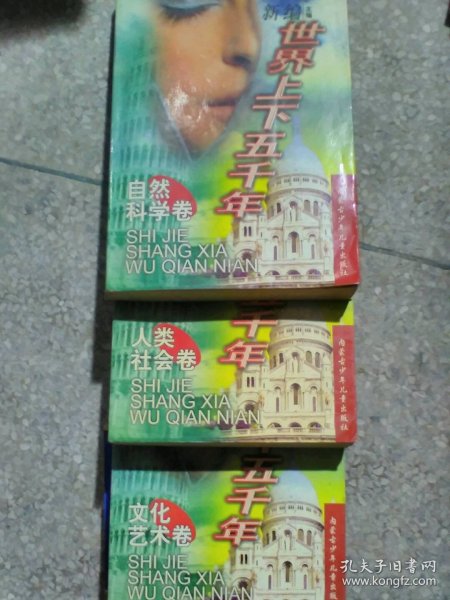 新编
世界上下五千年
自然
科学卷
SHI JIE
SHANG XIA
WU QIAN NIAN
内蒙古少年儿童出版社
千年
人类
社会卷
SHI JIE
SHANG XIA
WU QIAN NIAN
内蒙古少年儿童出版社
五千年
文化
艺术卷
SHI JIE
SHANG XIA
WU QIAN NIAN
内蒙古少年儿童出版社
孔夫子旧书网
www.kongfz.com